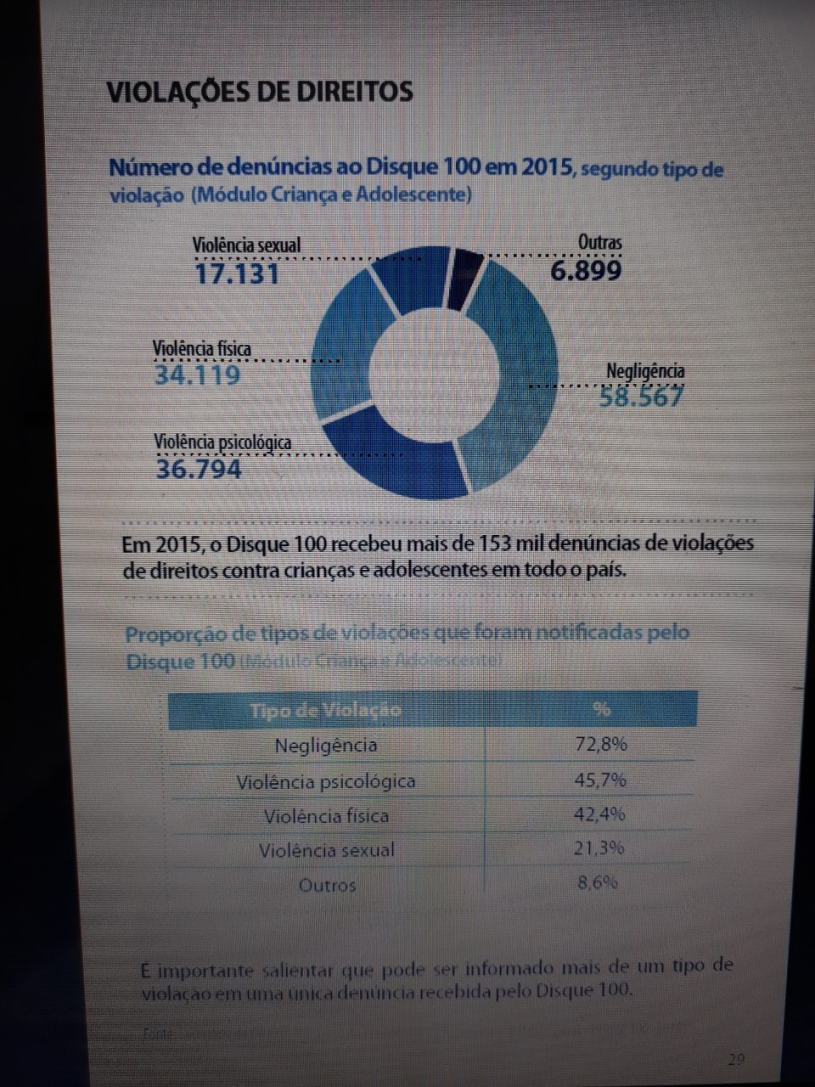 VIOLAÇÕES DE DIREITOS
Número de denúncias ao Disque 100 em 2015, segundo tipo de
violação (Módulo Criança e Adolescente)
Violência sexual
17.131
Outras
6.899
Violência física
34.119
Negligência
58.567
Violência psicológica
36.794
Em 2015, o Disque 100 recebeu mais de 153 mil denúncias de violações
de direitos contra crianças e adolescentes em todo o país.
Proporção de tipos de violações que foram notificadas pelo
Disque 100 (Módulo Criança e Adolescente)
Tipo de Violação %
Negligência 72,8%
Violência psicológica 45,7%
Violência física 42,4%
Violência sexual 21,3%
Outros 8,6%
É importante salientar que pode ser informado mais de um tipo de
violação em uma única denúncia recebida pelo Disque 100.
Fonte
29